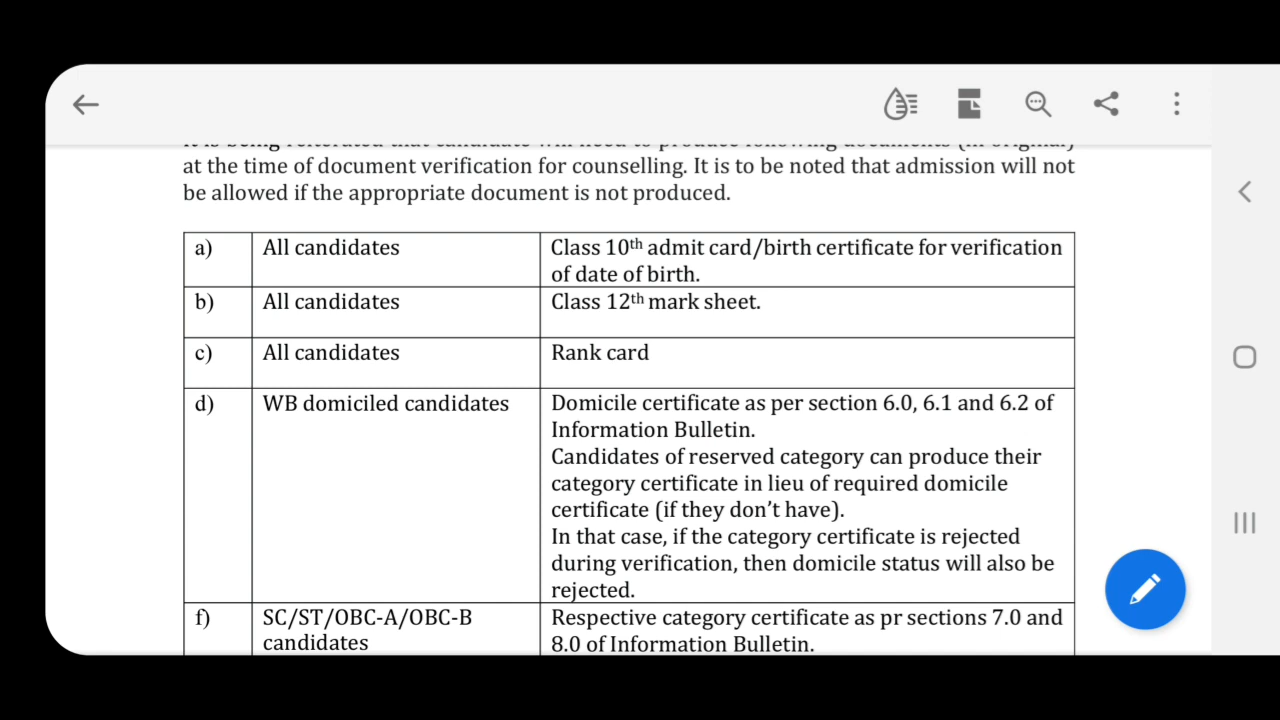 at the time of document verification for counselling. It is to be noted that admission will not
be allowed if the appropriate document is not produced.
a) All candidates Class 10th admit card/birth certificate for verification
of date of birth.
b) All candidates Class 12th mark sheet.
c) All candidates Rank card
d) WB domiciled candidates Domicile certificate as per section 6.0, 6.1 and 6.2 of
Information Bulletin.
Candidates of reserved category can produce their
category certificate in lieu of required domicile
certificate (if they don't have).
In that case, if the category certificate is rejected
during verification, then domicile status will also be
rejected.
f) SC/ST/OBC-A/OBC-B Respective category certificate as pr sections 7.0 and
candidates 8.0 of Information Bulletin.